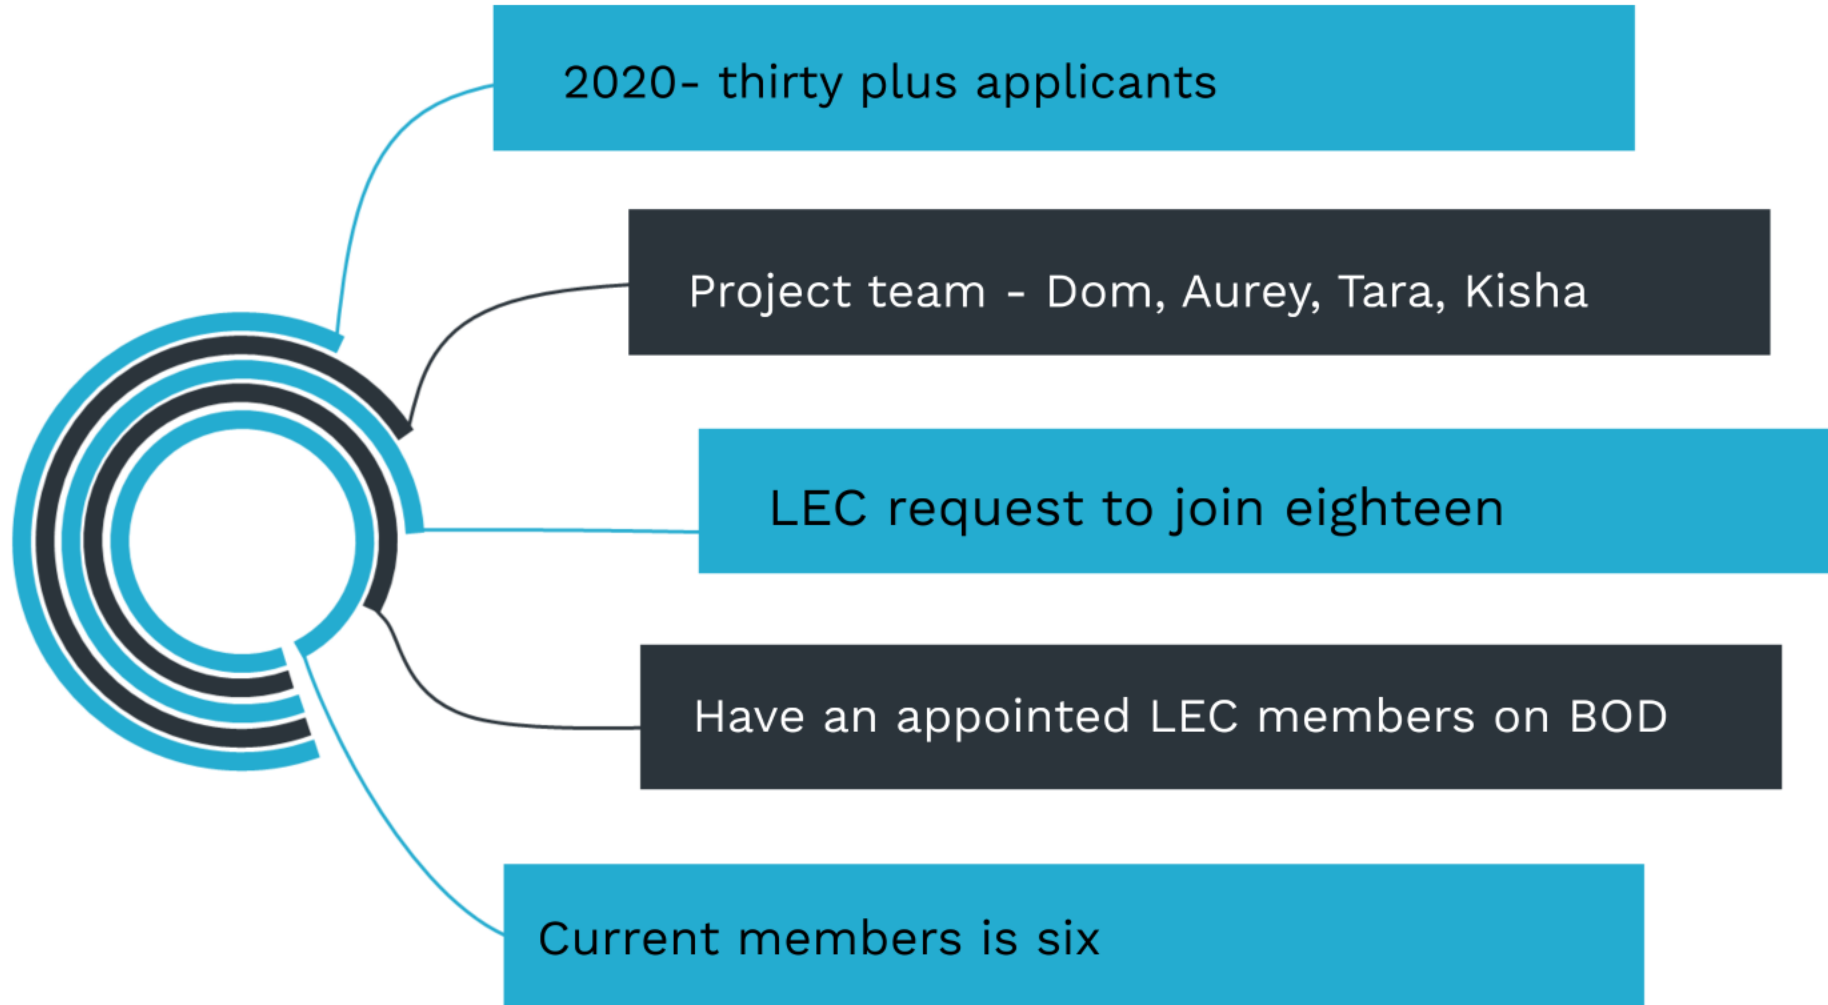 2020- thirty plus applicants
Project team - Dom, Aurey, Tara, Kisha
LEC request to join eighteen
Have an appointed LEC members on BOD
Current members is six